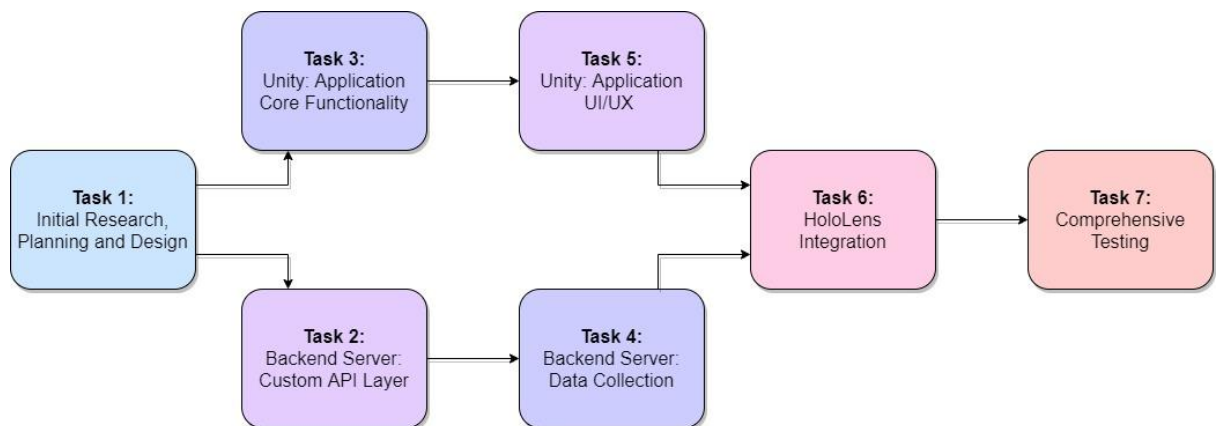 Task 3:
Unity: Application
Core Functionality
Task 5:
Unity: Application
UI/UX
Task 1:
Initial Research,
Planning and Design
Task 6:
HoloLens
Integration
Task 7:
Comprehensive
Testing
Task 2:
Backend Server:
Custom API Layer
Task 4:
Backend Server:
Data Collection